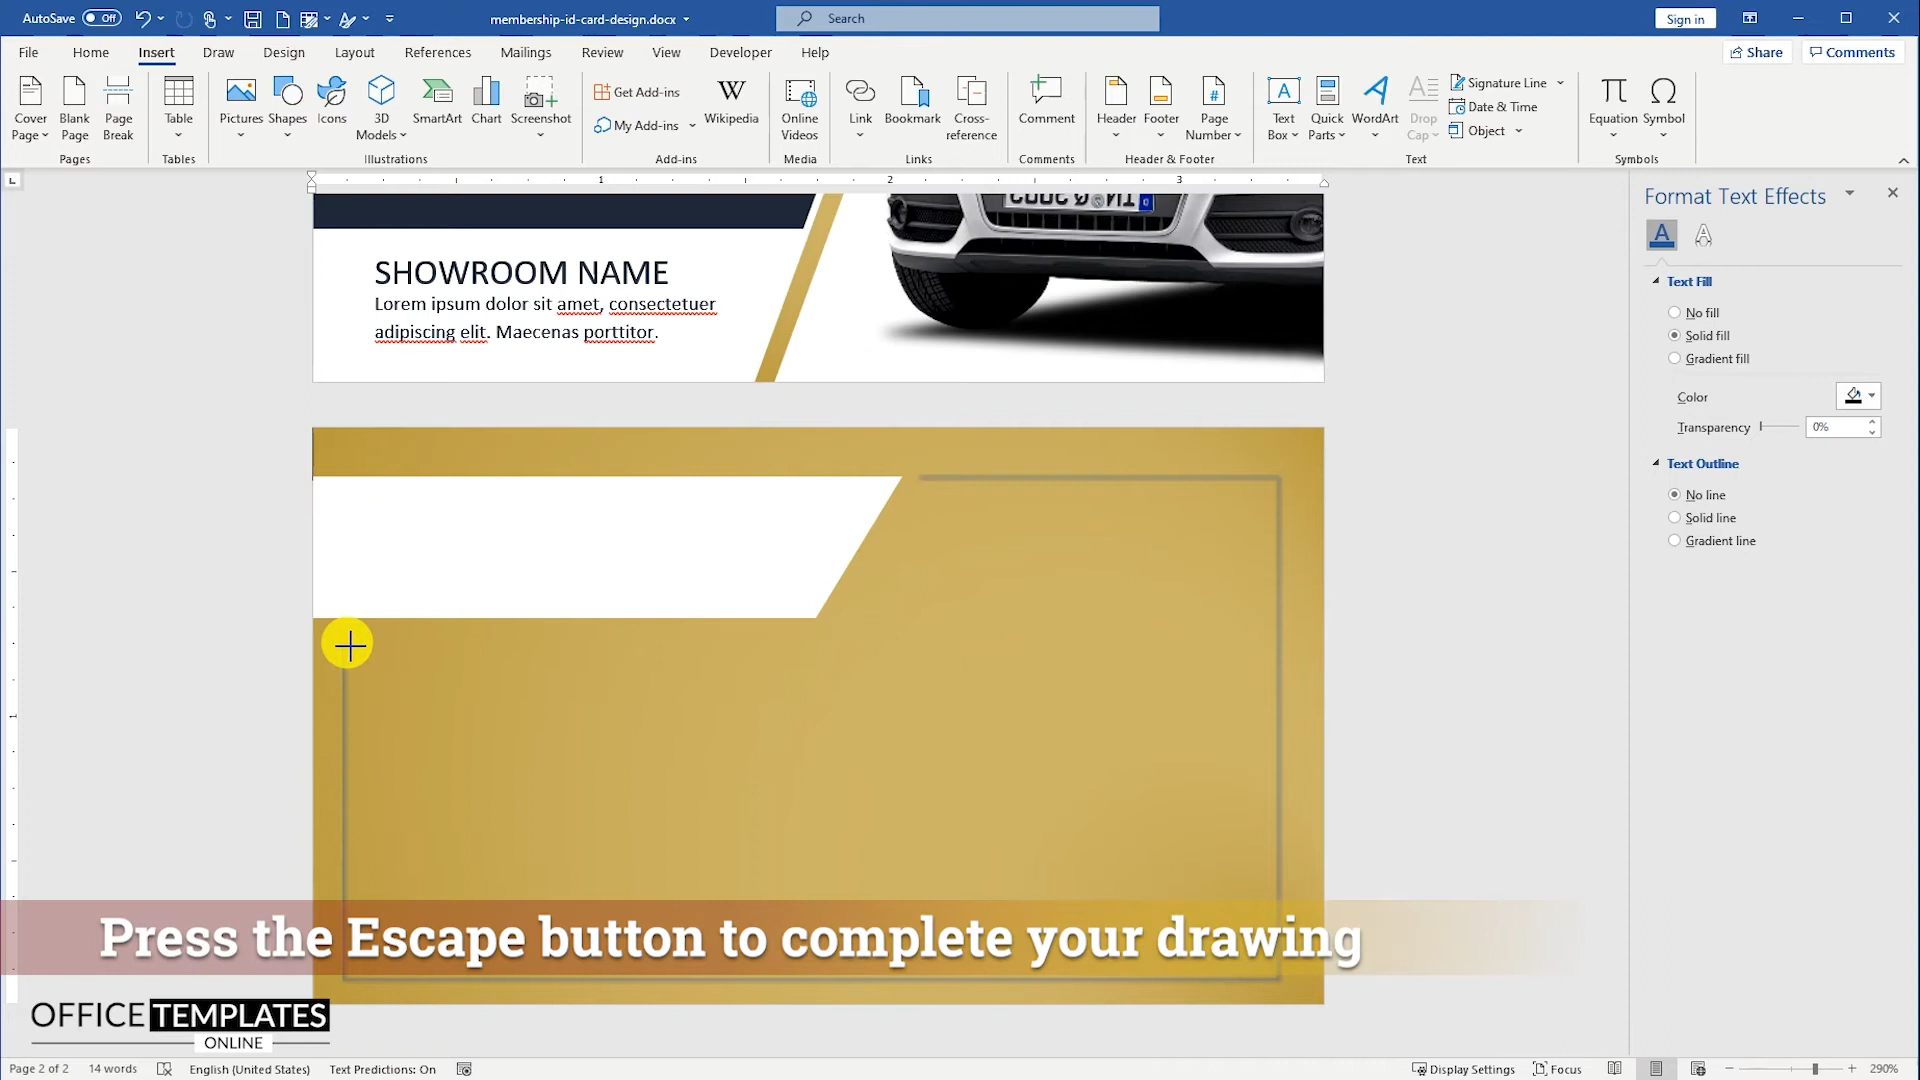 AutoSave Off membership-id-card-design.docx Search Sign in
File Home Insert Draw Design Layout References Mailings Review View Developer Help Share Comments
Cover Page Blank Page Page Break Table Pictures Shapes Icons 3D Models SmartArt Chart Screenshot Get Add-ins My Add-ins Wikipedia Online Videos Link Bookmark Cross-reference Comment Header Footer Page Number Text Box Quick Parts WordArt Drop Cap Signature Line Date & Time Object Equation Symbol
Pages Tables Illustrations Add-ins Media Links Comments Header & Footer Text Symbols
1 2 3
SHOWROOM NAME
Lorem ipsum dolor sit amet, consectetuer
adipiscing elit. Maecenas porttitor.
Format Text Effects
Text Fill
No fill
Solid fill
Gradient fill
Color
Transparency 0%
Text Outline
No line
Solid line
Gradient line
1
Press the Escape button to complete your drawing
OFFICE TEMPLATES
ONLINE
Page 2 of 2 14 words English (United States) Text Predictions: On Display Settings Focus 290%